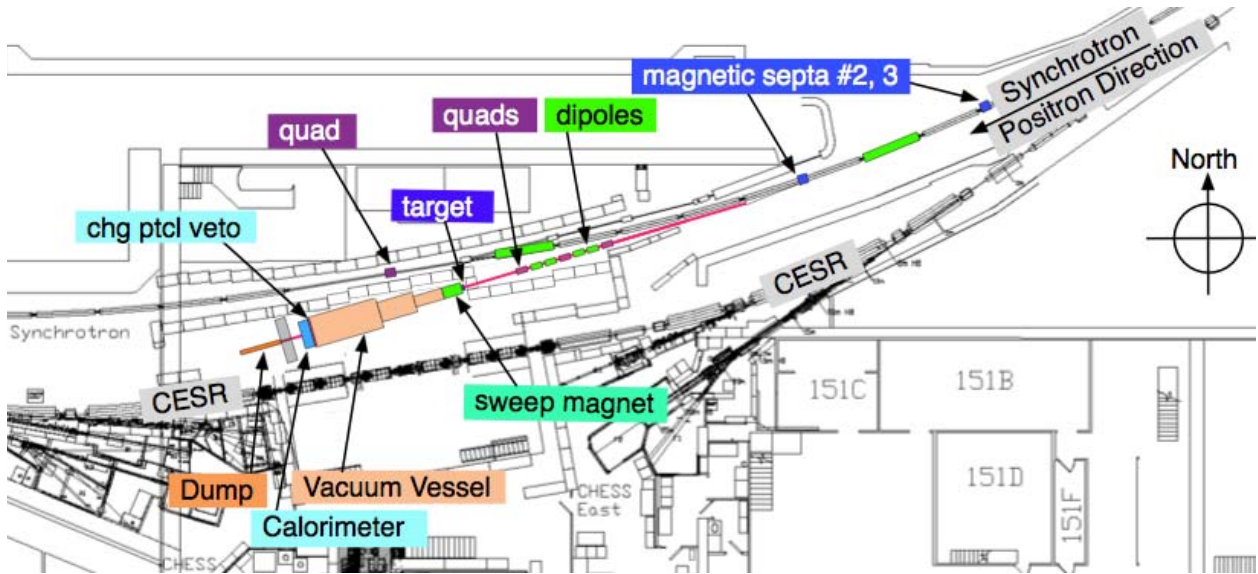 Synchrotron
Positron Direction
magnetic septa #2, 3
quads
dipoles
quad
North
target
chg ptcl veto
CESR
Synchrotron
CESR
sweep magnet
151C
151B
Dump
Vacuum Vessel
151D
151F
CHESS
East
Calorimeter
CHESS